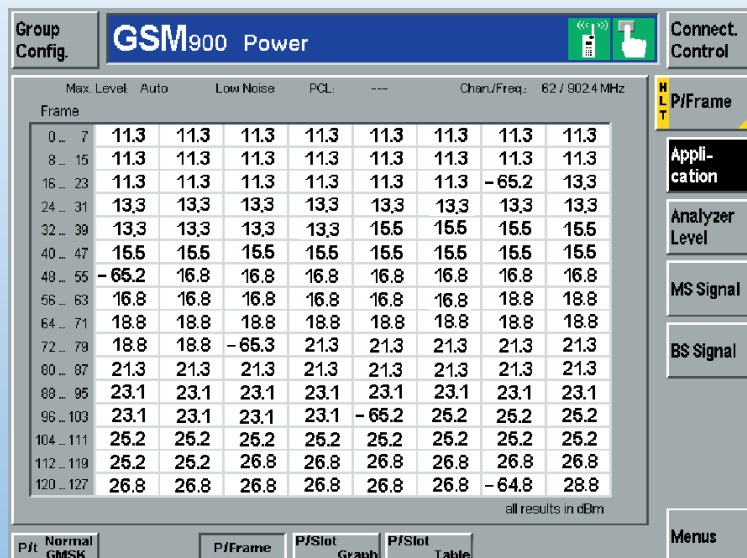 Group Config.
GSM900 Power
Connect. Control
Max. Level: Auto Low Noise PCL: --- Chan./Freq.: 62 / 902.4 MHz
Frame
0 ... 7 11.3 11.3 11.3 11.3 11.3 11.3 11.3 11.3
8 ... 15 11.3 11.3 11.3 11.3 11.3 11.3 11.3 11.3
16 ... 23 11.3 11.3 11.3 11.3 11.3 11.3 -65.2 13.3
24 ... 31 13.3 13.3 13.3 13.3 13.3 13.3 13.3 13.3
32 ... 39 13.3 13.3 13.3 13.3 15.5 15.5 15.5 15.5
40 ... 47 15.5 15.5 15.5 15.5 15.5 15.5 15.5 15.5
48 ... 55 -65.2 16.8 16.8 16.8 16.8 16.8 16.8 16.8
56 ... 63 16.8 16.8 16.8 16.8 16.8 16.8 18.8 18.8
64 ... 71 18.8 18.8 18.8 18.8 18.8 18.8 18.8 18.8
72 ... 79 18.8 18.8 -65.3 21.3 21.3 21.3 21.3 21.3
80 ... 87 21.3 21.3 21.3 21.3 21.3 21.3 21.3 21.3
88 ... 95 23.1 23.1 23.1 23.1 23.1 23.1 23.1 23.1
96 ... 103 23.1 23.1 23.1 23.1 -65.2 25.2 25.2 25.2
104 ... 111 25.2 25.2 25.2 25.2 25.2 25.2 25.2 25.2
112 ... 119 25.2 25.2 26.8 26.8 26.8 26.8 26.8 26.8
120 ... 127 26.8 26.8 26.8 26.8 26.8 26.8 -64.8 28.8
all results in dBm
HLT P/Frame
Appli-
cation
Analyzer
Level
MS Signal
BS Signal
Menus
P/t Normal GMSK
P/Frame
P/Slot Graph
P/Slot Table